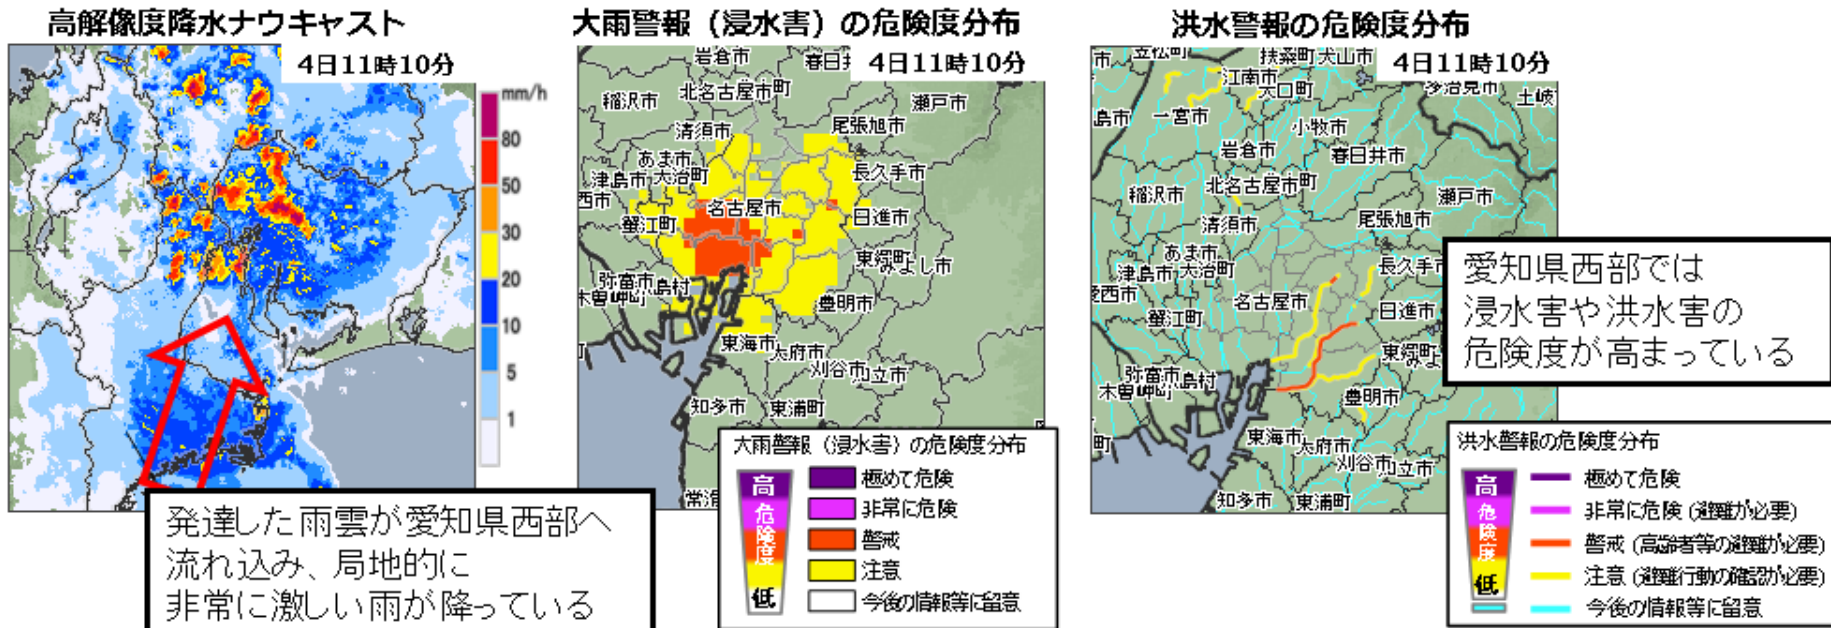 高解像度降水ナウキャスト
4日11時10分
mm/h
80
50
30
20
10
5
1
発達した雨雲が愛知県西部へ
流れ込み、局地的に
非常に激しい雨が降っている
大雨警報（浸水害）の危険度分布
4日11時10分
岩倉市
稲沢市
北名古屋市町
瀬戸市
清須市
尾張旭市
あま市
津島市
大治町
長久手市
西市
名古屋市
蟹江町
日進市
東郷町
みよし市
弥富市
木曽岬町
島村
豊明市
東海市
大府市
刈谷市
知立市
知多市
東浦町
大雨警報（浸水害）の危険度分布
高
危険度
低
極めて危険
非常に危険
警戒
注意
今後の情報等に留意
洪水警報の危険度分布
4日11時10分
笠松町
扶桑町
犬山市
市
江南市
大口町
多治見市
土岐
島市
一宮市
小牧市
岩倉市
春日井市
稲沢市
北名古屋市町
瀬戸市
清須市
尾張旭市
あま市
津島市
大治町
長久手市
愛西市
名古屋市
蟹江町
日進市
東郷町
弥富市
木曽岬町
島村
豊明市
東海市
大府市
刈谷市
知立市
知多市
東浦町
愛知県西部では
浸水害や洪水害の
危険度が高まっている
洪水警報の危険度分布
高
危険度
低
極めて危険
非常に危険（避難が必要）
警戒（高齢者等の避難が必要）
注意（避難行動の確認が必要）
今後の情報等に留意